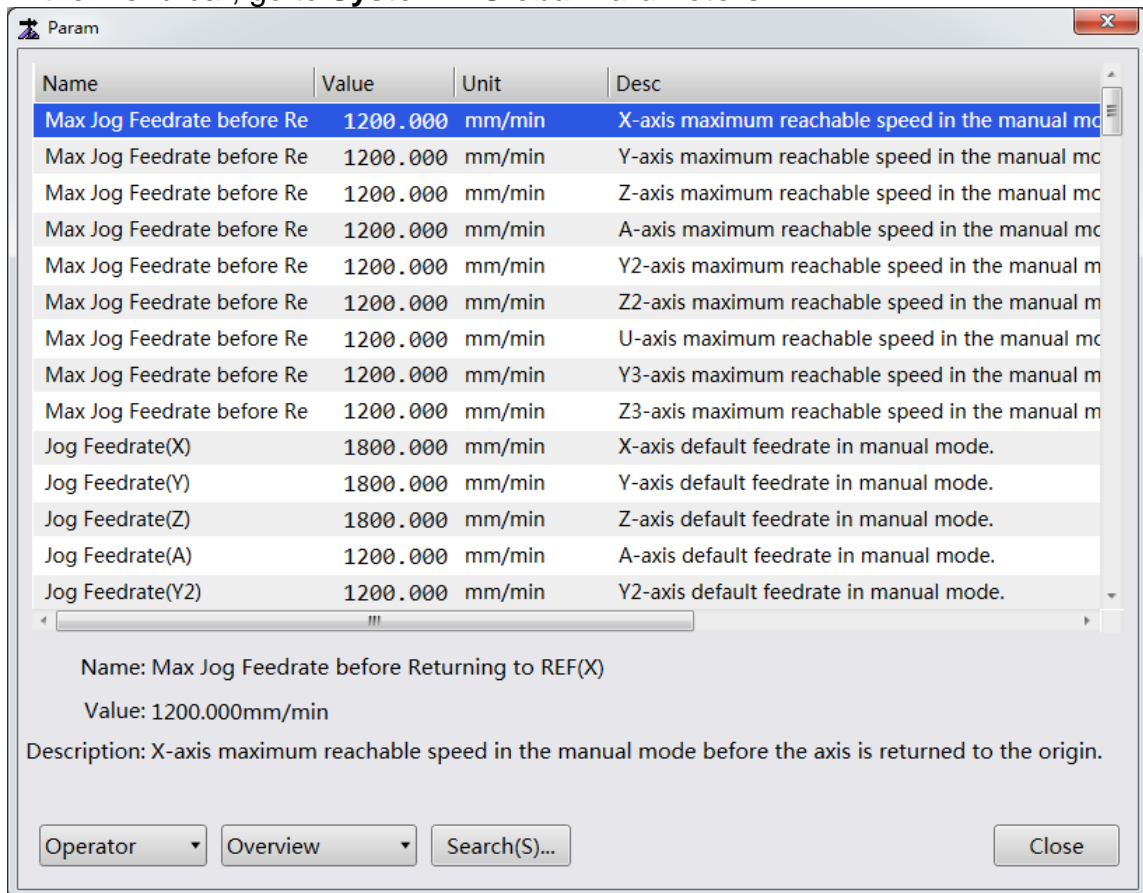 Param
Name Value Unit Desc
Max Jog Feedrate before Re 1200.000 mm/min X-axis maximum reachable speed in the manual mo
Max Jog Feedrate before Re 1200.000 mm/min Y-axis maximum reachable speed in the manual mo
Max Jog Feedrate before Re 1200.000 mm/min Z-axis maximum reachable speed in the manual mo
Max Jog Feedrate before Re 1200.000 mm/min A-axis maximum reachable speed in the manual mo
Max Jog Feedrate before Re 1200.000 mm/min Y2-axis maximum reachable speed in the manual m
Max Jog Feedrate before Re 1200.000 mm/min Z2-axis maximum reachable speed in the manual m
Max Jog Feedrate before Re 1200.000 mm/min U-axis maximum reachable speed in the manual mo
Max Jog Feedrate before Re 1200.000 mm/min Y3-axis maximum reachable speed in the manual m
Max Jog Feedrate before Re 1200.000 mm/min Z3-axis maximum reachable speed in the manual m
Jog Feedrate(X) 1800.000 mm/min X-axis default feedrate in manual mode.
Jog Feedrate(Y) 1800.000 mm/min Y-axis default feedrate in manual mode.
Jog Feedrate(Z) 1800.000 mm/min Z-axis default feedrate in manual mode.
Jog Feedrate(A) 1200.000 mm/min A-axis default feedrate in manual mode.
Jog Feedrate(Y2) 1200.000 mm/min Y2-axis default feedrate in manual mode.
Name: Max Jog Feedrate before Returning to REF(X)
Value: 1200.000mm/min
Description: X-axis maximum reachable speed in the manual mode before the axis is returned to the origin.
Operator Overview Search(S)... Close